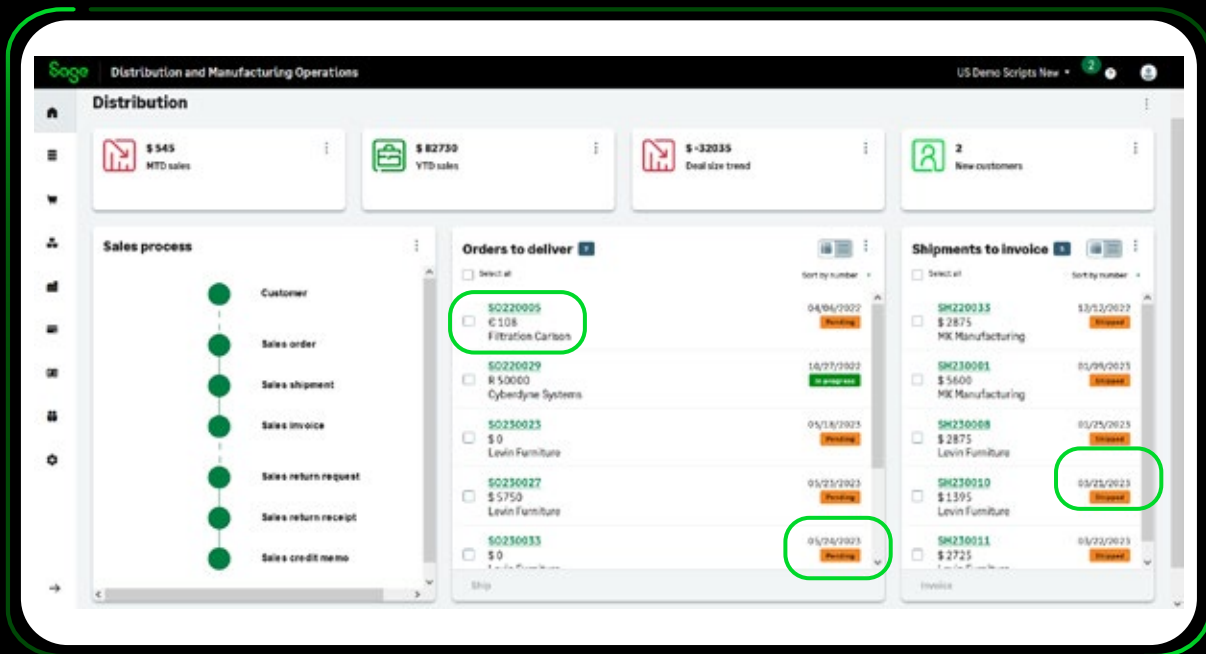 Sage Distribution and Manufacturing Operations US Demo Scripts New 2
Distribution
$ 545
MTD sales
$ 82730
YTD sales
$ -32035
Deal size trend
2
New customers
Sales process
Customer
Sales order
Sales shipment
Sales invoice
Sales return request
Sales return receipt
Sales credit memo
Orders to deliver 7
Select all Sort by number
SO220005 04/06/2022
€ 108 Pending
Filtration Carlson
SO220029 10/27/2022
R 50000 In progress
Cyberdyne Systems
SO230023 05/18/2023
$ 0 Pending
Levin Furniture
SO230027 05/23/2023
$ 5750 Pending
Levin Furniture
SO230033 05/24/2023
$ 0 Pending
Levin Furniture
Ship
Shipments to invoice
Select all Sort by number
SH220033 12/12/2022
$ 2875 Shipped
MK Manufacturing
SH230001 01/09/2023
$ 5600 Shipped
MK Manufacturing
SH230008 01/25/2023
$ 2875 Shipped
Levin Furniture
SH230010 03/21/2023
$ 1395 Shipped
Levin Furniture
SH230011 03/22/2023
$ 2725 Shipped
Invoice